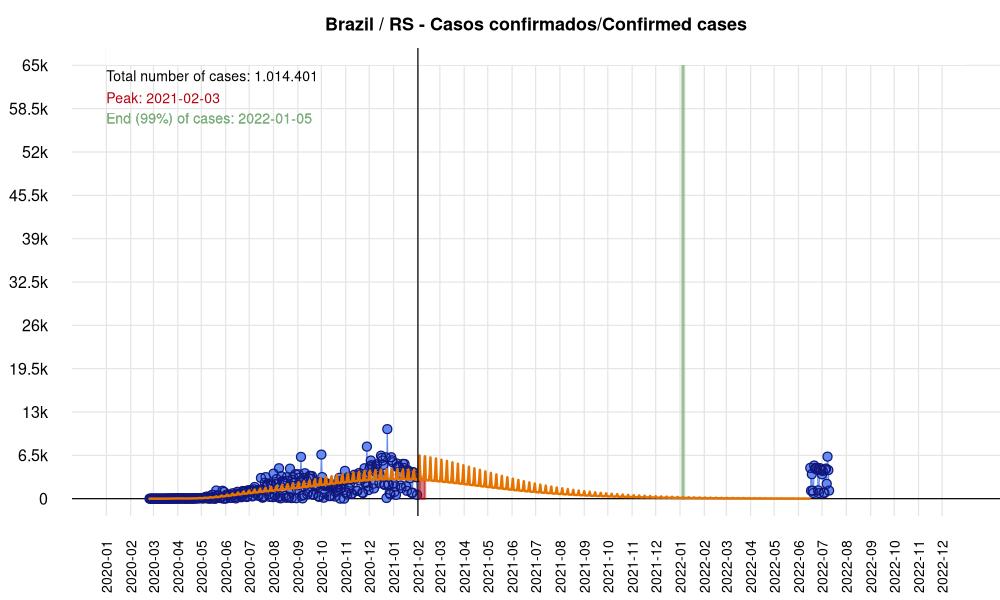 Brazil / RS - Casos confirmados/Confirmed cases
Total number of cases: 1.014.401
Peak: 2021-02-03
End (99%) of cases: 2022-01-05
65k
58.5k
52k
45.5k
39k
32.5k
26k
19.5k
13k
6.5k
0
2020-01
2020-02
2020-03
2020-04
2020-05
2020-06
2020-07
2020-08
2020-09
2020-10
2020-11
2020-12
2021-01
2021-02
2021-03
2021-04
2021-05
2021-06
2021-07
2021-08
2021-09
2021-10
2021-11
2021-12
2022-01
2022-02
2022-03
2022-04
2022-05
2022-06
2022-07
2022-08
2022-09
2022-10
2022-11
2022-12